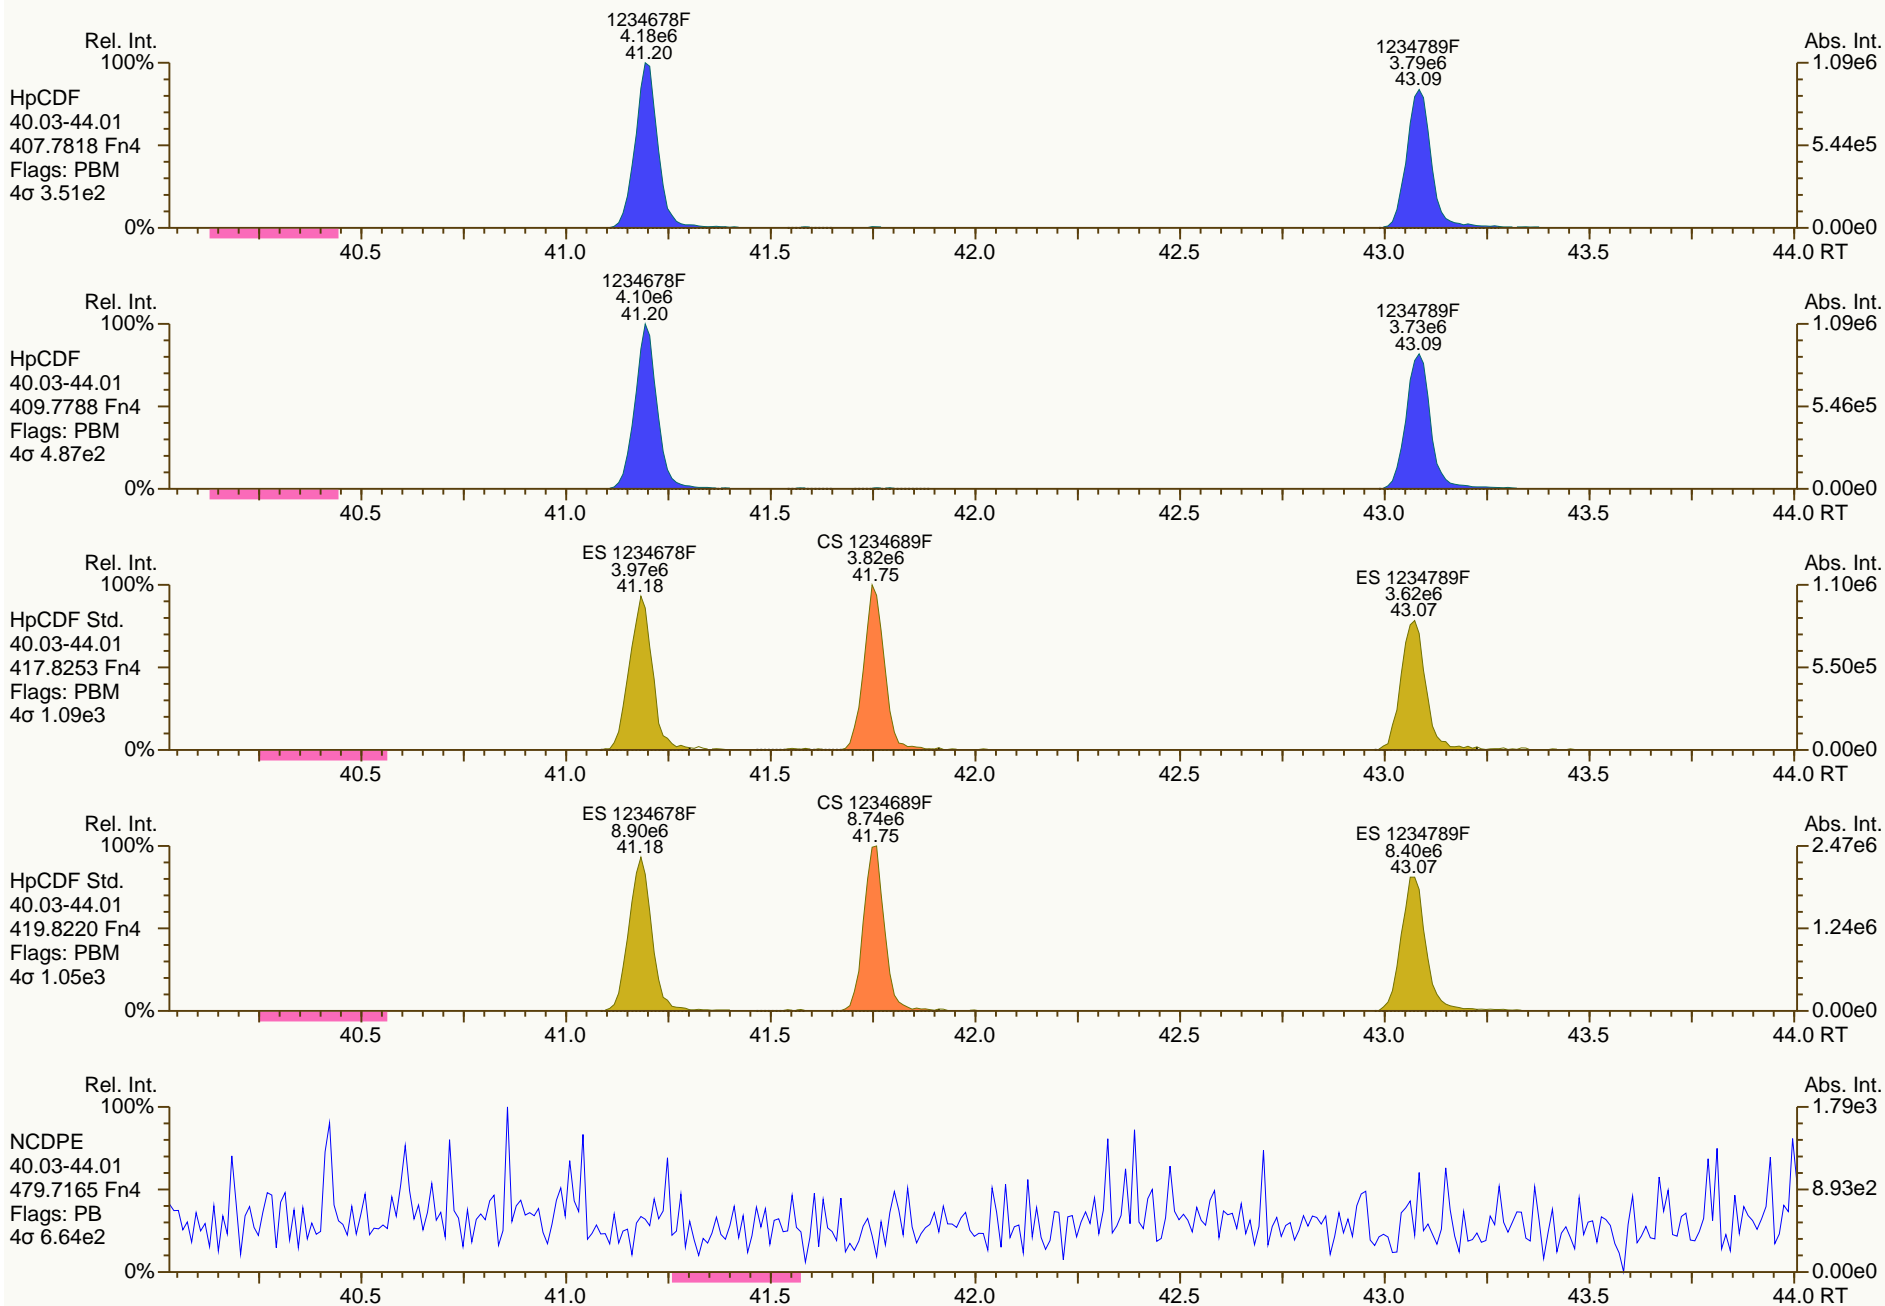 1234678F
4.18e6
41.20
1234789F
3.79e6
43.09
Rel. Int.
Abs. Int.
100%
1.09e6
HpCDF
40.03-44.01
407.7818 Fn4
Flags: PBM
4σ 3.51e2
5.44e5
0%
0.00e0
40.5 41.0 41.5 42.0 42.5 43.0 43.5 44.0 RT
1234678F
4.10e6
41.20
1234789F
3.73e6
43.09
Rel. Int.
Abs. Int.
100%
1.09e6
HpCDF
40.03-44.01
409.7788 Fn4
Flags: PBM
4σ 4.87e2
5.46e5
0%
0.00e0
40.5 41.0 41.5 42.0 42.5 43.0 43.5 44.0 RT
ES 1234678F
3.97e6
41.18
CS 1234689F
3.82e6
41.75
ES 1234789F
3.62e6
43.07
Rel. Int.
Abs. Int.
100%
1.10e6
HpCDF Std.
40.03-44.01
417.8253 Fn4
Flags: PBM
4σ 1.09e3
5.50e5
0%
0.00e0
40.5 41.0 41.5 42.0 42.5 43.0 43.5 44.0 RT
ES 1234678F
8.90e6
41.18
CS 1234689F
8.74e6
41.75
ES 1234789F
8.40e6
43.07
Rel. Int.
Abs. Int.
100%
2.47e6
HpCDF Std.
40.03-44.01
419.8220 Fn4
Flags: PBM
4σ 1.05e3
1.24e6
0%
0.00e0
40.5 41.0 41.5 42.0 42.5 43.0 43.5 44.0 RT
Rel. Int.
Abs. Int.
100%
1.79e3
NCDPE
40.03-44.01
479.7165 Fn4
Flags: PB
4σ 6.64e2
8.93e2
0%
0.00e0
40.5 41.0 41.5 42.0 42.5 43.0 43.5 44.0 RT